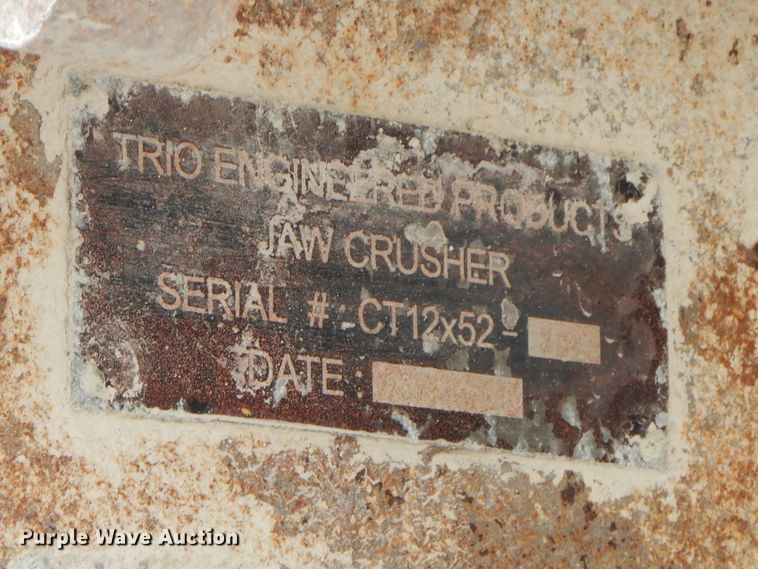 TRIO ENGINEERED PRODUCTS
JAW CRUSHER
SERIAL # : CT12x52-
DATE :
Purple Wave Auction